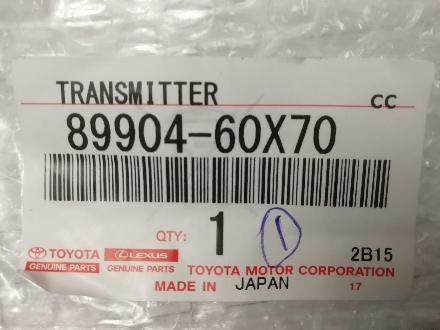 TRANSMITTER CC
89904-60X70
QTY: 1 1 2B15
TOYOTA LEXUS
GENUINE PARTS GENUINE PARTS TOYOTA MOTOR CORPORATION
MADE IN JAPAN 17